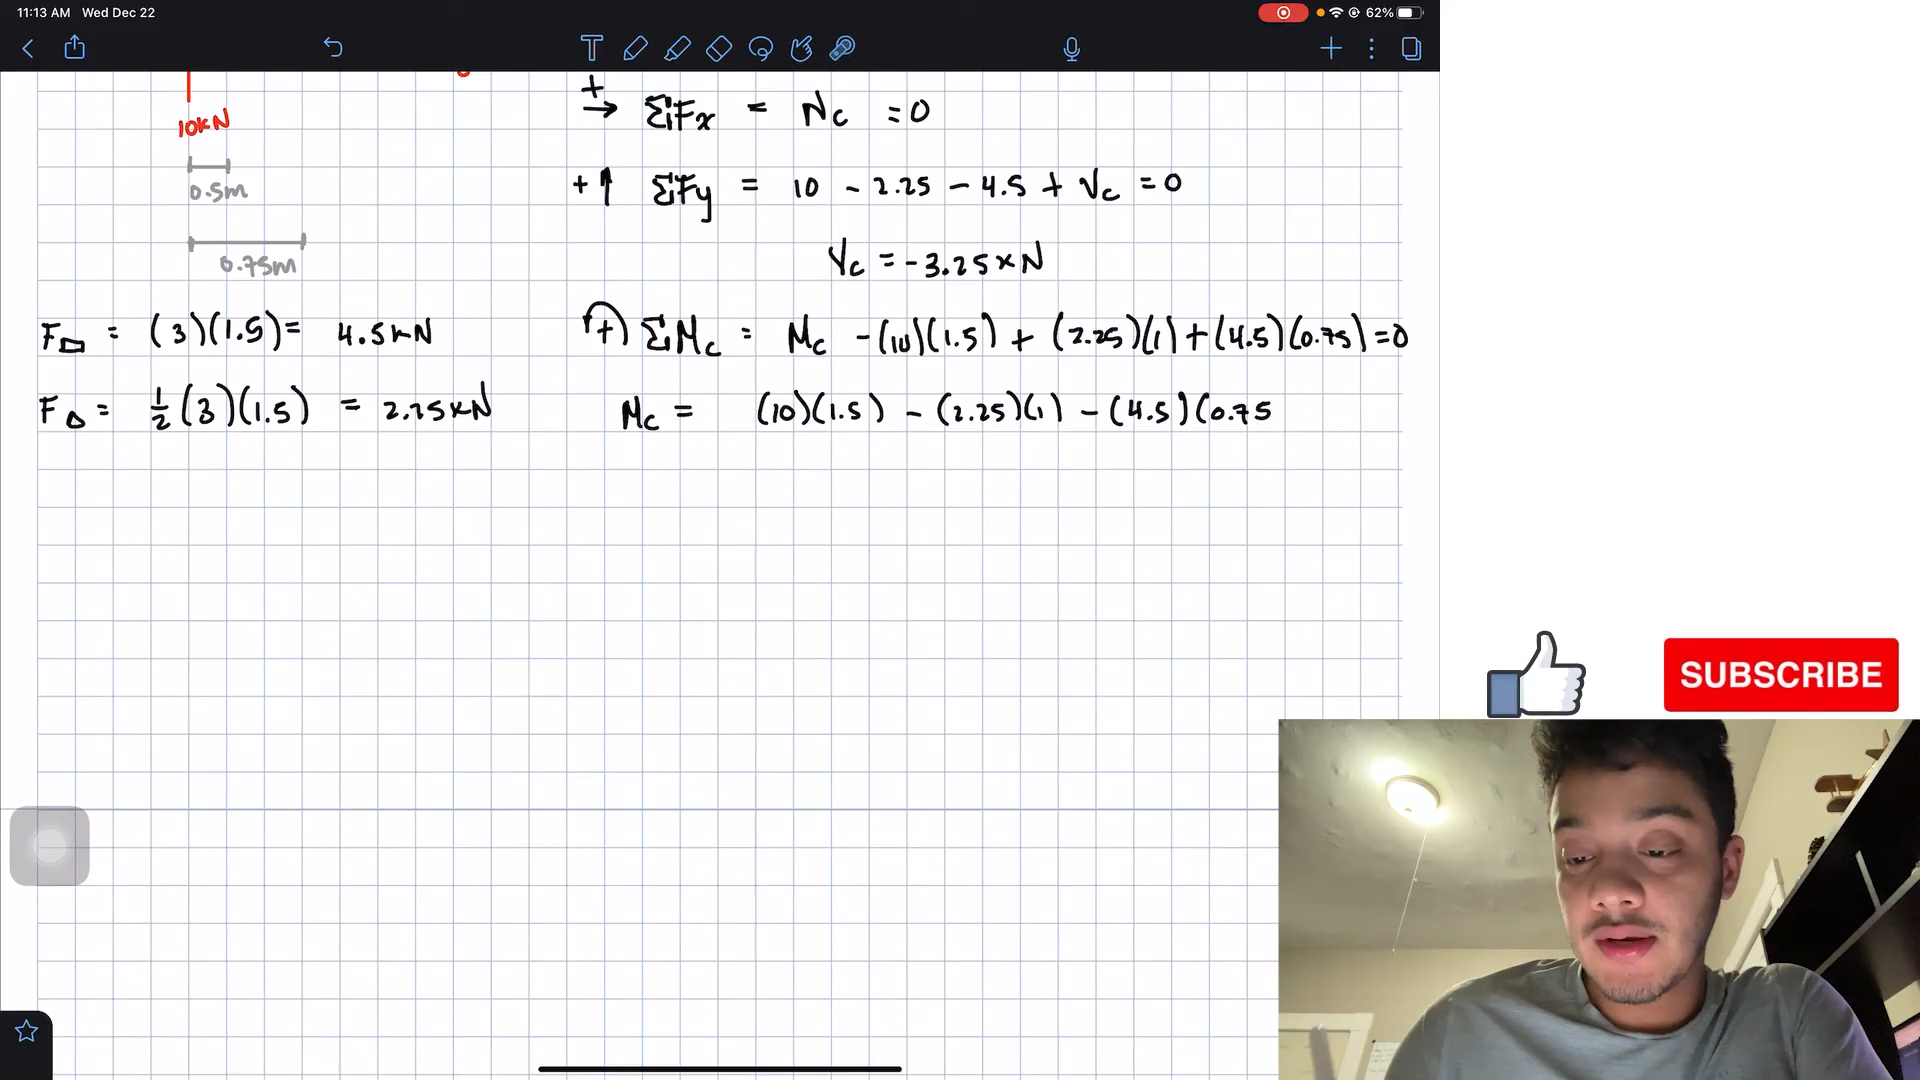 11:13 AM Wed Dec 22
62%
10kN
0.5m
0.75m
F▭ = (3)(1.5) = 4.5kN
F△ = 1/2 (3)(1.5) = 2.25kN
+→ ΣFx = Nc = 0
+↑ ΣFy = 10 - 2.25 - 4.5 + Vc = 0
Vc = -3.25kN
+) ΣMc = Mc - (10)(1.5) + (2.25)(1) + (4.5)(0.75) = 0
Mc = (10)(1.5) - (2.25)(1) - (4.5)(0.75
SUBSCRIBE